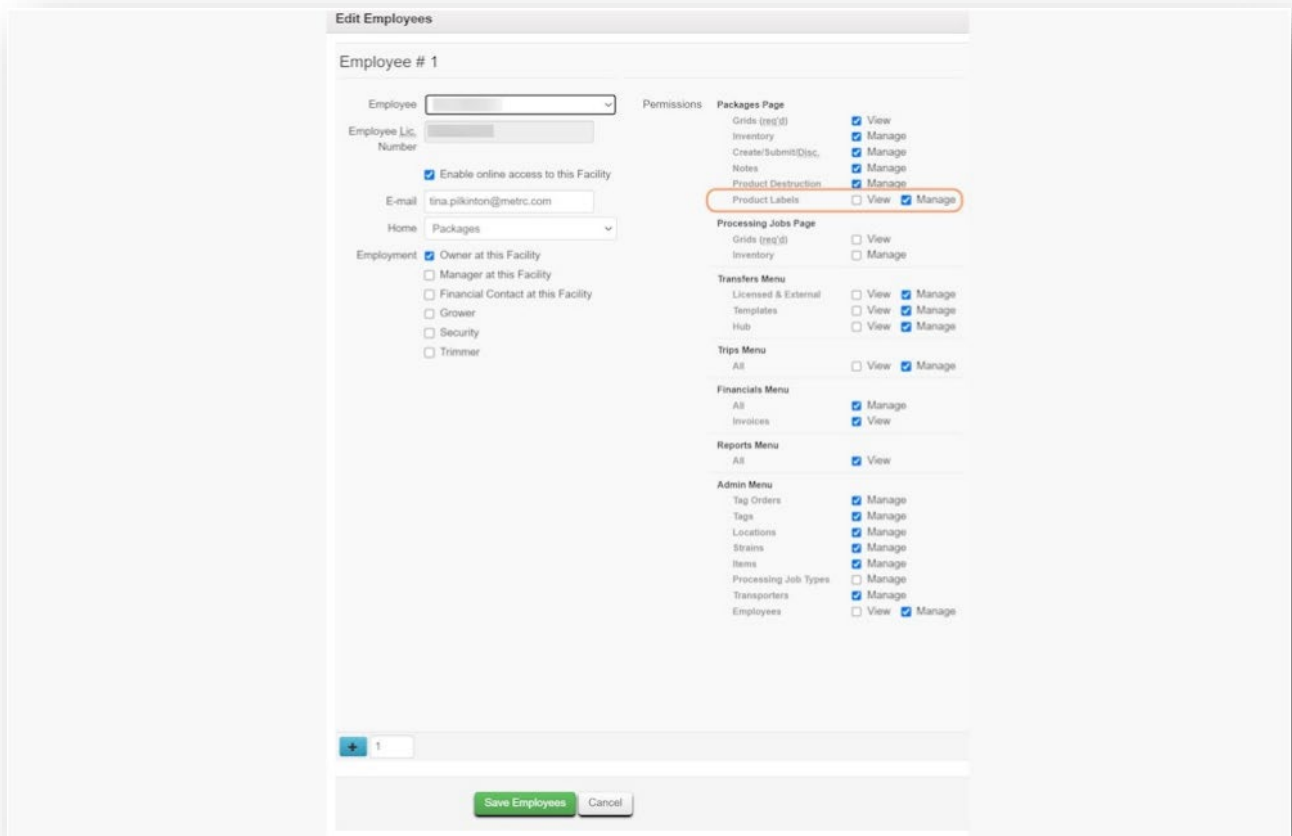 Edit Employees
Employee # 1
Employee
Employee Lic. Number
Enable online access to this Facility
E-mail tina.pilkinton@metrc.com
Home Packages
Employment Owner at this Facility
Manager at this Facility
Financial Contact at this Facility
Grower
Security
Trimmer
Permissions Packages Page
Grids (req'd) View
Inventory Manage
Create/Submit/Disc. Manage
Notes Manage
Product Destruction Manage
Product Labels View Manage
Processing Jobs Page
Grids (req'd) View
Inventory Manage
Transfers Menu
Licensed & External View Manage
Templates View Manage
Hub View Manage
Trips Menu
All View Manage
Financials Menu
All Manage
Invoices View
Reports Menu
All View
Admin Menu
Tag Orders Manage
Tags Manage
Locations Manage
Strains Manage
Items Manage
Processing Job Types Manage
Transporters Manage
Employees View Manage
+ 1
Save Employees Cancel